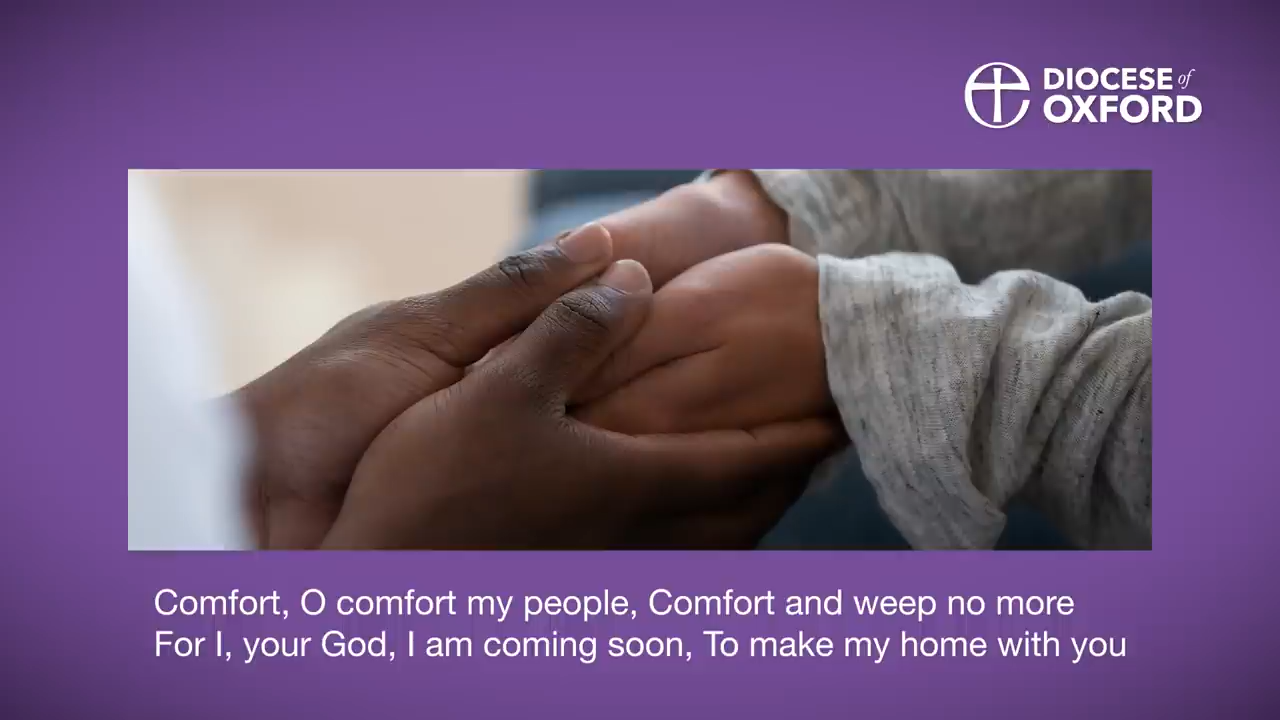 DIOCESE of
OXFORD
Comfort, O comfort my people, Comfort and weep no more
For I, your God, I am coming soon, To make my home with you